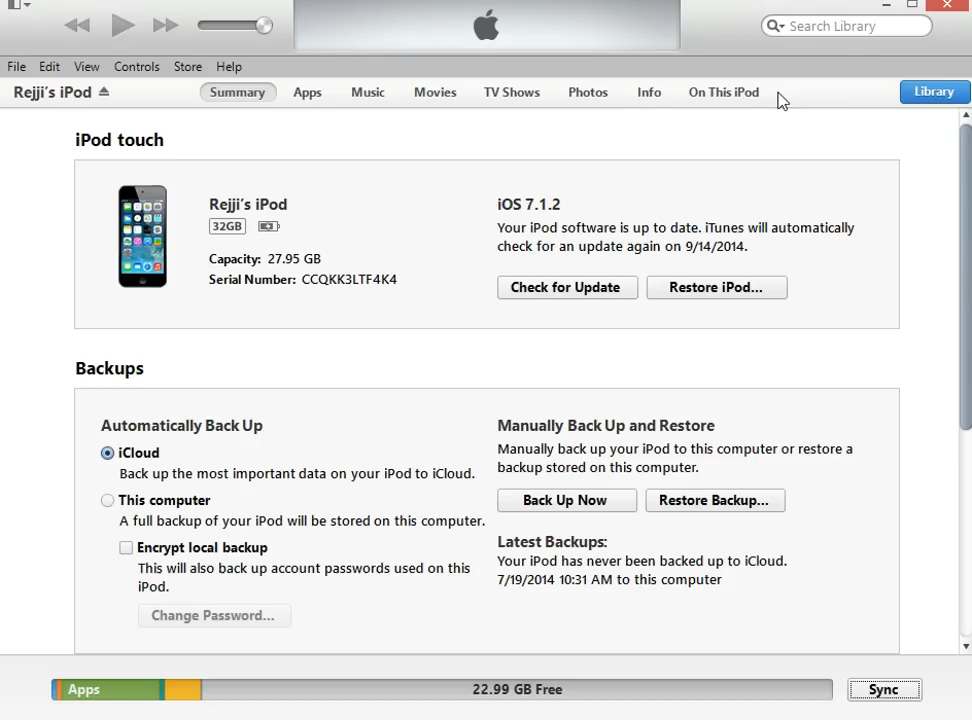 Search Library
File Edit View Controls Store Help
Rejji's iPod Summary Apps Music Movies TV Shows Photos Info On This iPod Library
iPod touch
Rejji's iPod
32GB
Capacity: 27.95 GB
Serial Number: CCQKK3LTF4K4
iOS 7.1.2
Your iPod software is up to date. iTunes will automatically
check for an update again on 9/14/2014.
Check for Update Restore iPod...
Backups
Automatically Back Up
iCloud
Back up the most important data on your iPod to iCloud.
This computer
A full backup of your iPod will be stored on this computer.
Encrypt local backup
This will also back up account passwords used on this
iPod.
Change Password...
Manually Back Up and Restore
Manually back up your iPod to this computer or restore a
backup stored on this computer.
Back Up Now Restore Backup...
Latest Backups:
Your iPod has never been backed up to iCloud.
7/19/2014 10:31 AM to this computer
Apps 22.99 GB Free Sync